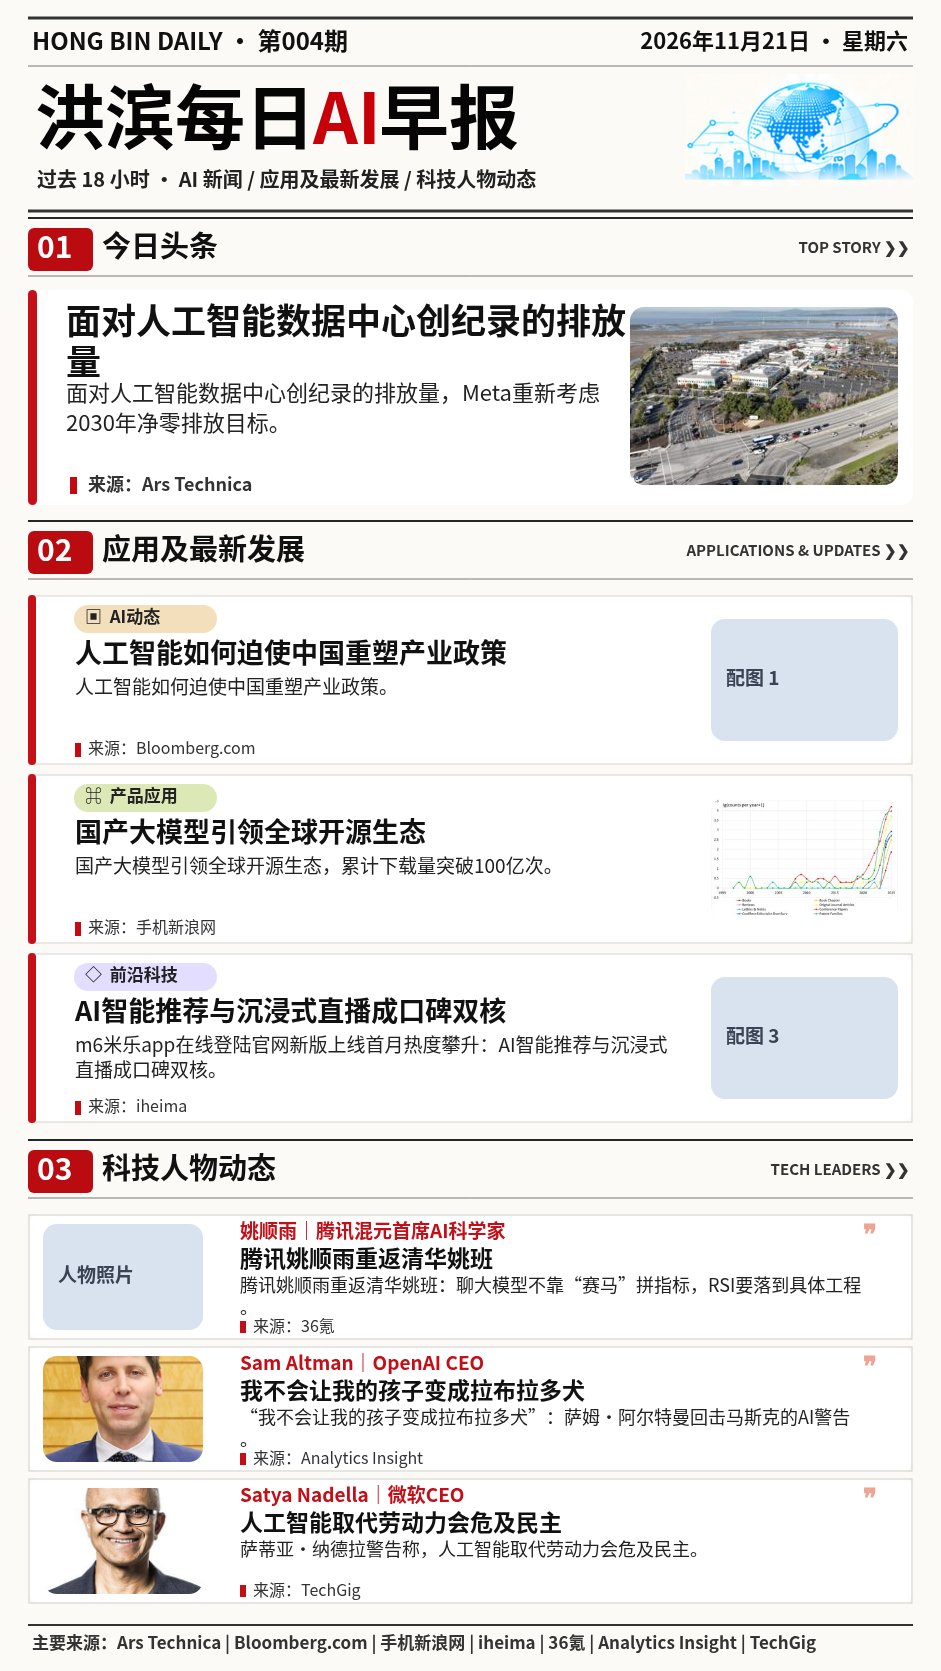 HONG BIN DAILY • 第004期
2026年11月21日 • 星期六
洪滨每日AI早报
过去 18 小时 • AI 新闻 / 应用及最新发展 / 科技人物动态
01 今日头条
TOP STORY ❯❯
面对人工智能数据中心创纪录的排放
量
面对人工智能数据中心创纪录的排放量，Meta重新考虑
2030年净零排放目标。
来源：Ars Technica
02 应用及最新发展
APPLICATIONS & UPDATES ❯❯
▣ AI动态
人工智能如何迫使中国重塑产业政策
人工智能如何迫使中国重塑产业政策。
来源：Bloomberg.com
配图 1
⌘ 产品应用
国产大模型引领全球开源生态
国产大模型引领全球开源生态，累计下载量突破100亿次。
来源：手机新浪网
◇ 前沿科技
AI智能推荐与沉浸式直播成口碑双核
m6米乐app在线登陆官网新版上线首月热度攀升：AI智能推荐与沉浸式
直播成口碑双核。
来源：iheima
配图 3
03 科技人物动态
TECH LEADERS ❯❯
人物照片
姚顺雨｜腾讯混元首席AI科学家
腾讯姚顺雨重返清华姚班
腾讯姚顺雨重返清华姚班：聊大模型不靠“赛马”拼指标，RSI要落到具体工程
。
来源：36氪
Sam Altman｜OpenAI CEO
我不会让我的孩子变成拉布拉多犬
“我不会让我的孩子变成拉布拉多犬”：萨姆·阿尔特曼回击马斯克的AI警告
。
来源：Analytics Insight
Satya Nadella｜微软CEO
人工智能取代劳动力会危及民主
萨蒂亚·纳德拉警告称，人工智能取代劳动力会危及民主。
来源：TechGig
主要来源：Ars Technica | Bloomberg.com | 手机新浪网 | iheima | 36氪 | Analytics Insight | TechGig